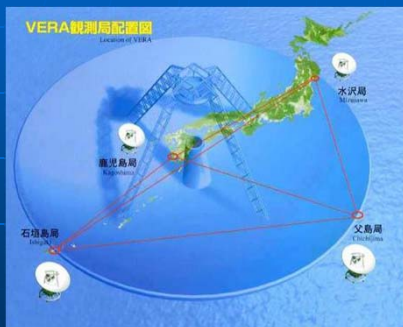 VERA観測局配置図
Location of VERA
水沢局
Mizusawa
鹿児島局
Kagoshima
石垣島局
Ishigaki
父島局
Chichijima